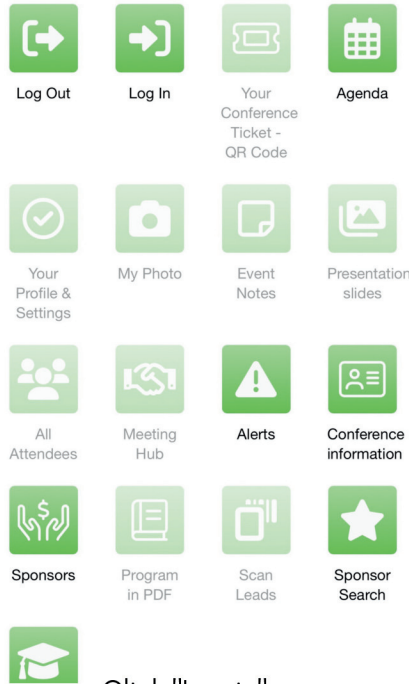 Log Out
Log In
Your
Conference
Ticket -
QR Code
Agenda
Your
Profile &
Settings
My Photo
Event
Notes
Presentation
slides
All
Attendees
Meeting
Hub
Alerts
Conference
information
Sponsors
Program
in PDF
Scan
Leads
Sponsor
Search